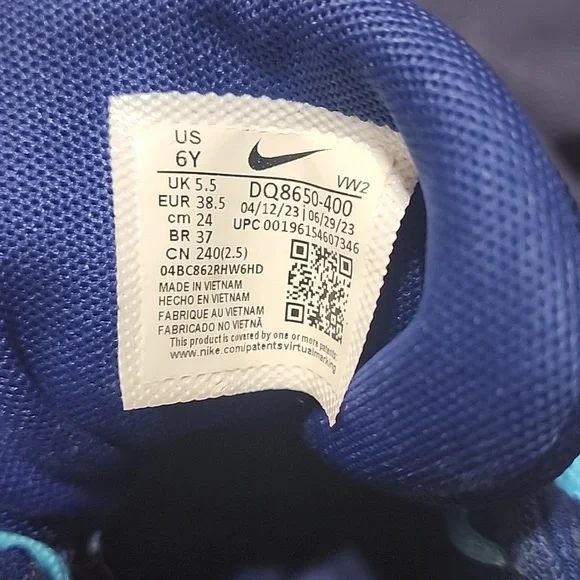 US
6Y
VW2
UK 5.5 DQ8650-400
EUR 38.5 04/12/23 | 06/29/23
cm 24 UPC 00196154607346
BR 37
CN 240(2.5)
04BC862RHW6HD
MADE IN VIETNAM
HECHO EN VIETNAM
FABRIQUE AU VIETNAM
FABRICADO NO VIETNÃ
This product is covered by one or more patents:
www.nike.com/patentsvirtualmarking